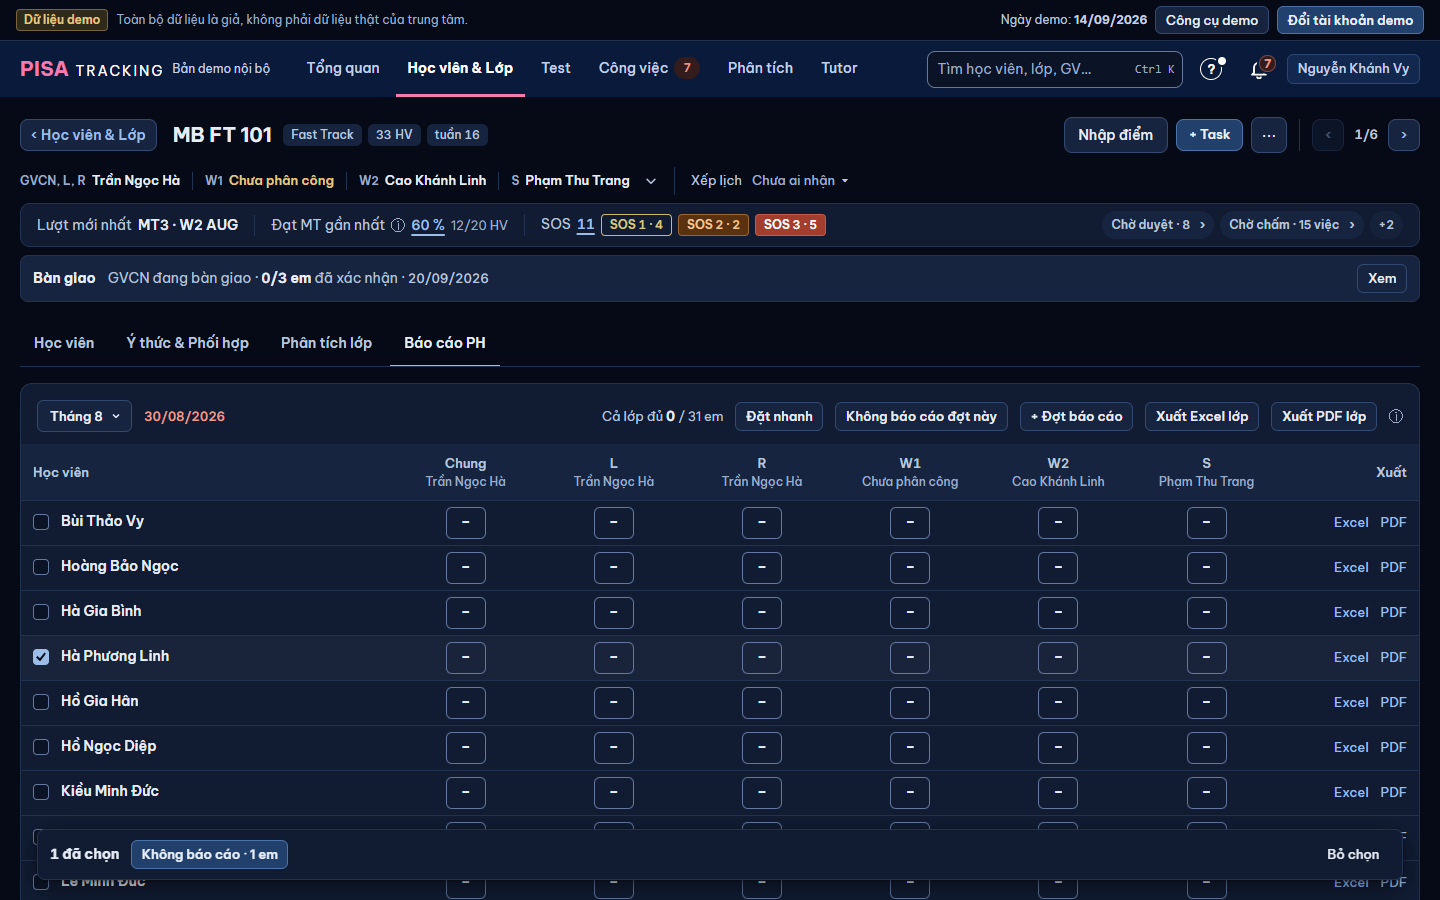 Dữ liệu demo Toàn bộ dữ liệu là giả, không phải dữ liệu thật của trung tâm. Ngày demo: 14/09/2026 Công cụ demo Đổi tài khoản demo
PISA TRACKING Bản demo nội bộ Tổng quan Học viên & Lớp Test Công việc 7 Phân tích Tutor Tìm học viên, lớp, GV... Ctrl K ? 7 Nguyễn Khánh Vy
‹ Học viên & Lớp MB FT 101 Fast Track 33 HV tuần 16 Nhập điểm + Task ... ‹ 1/6 ›
GVCN, L, R Trần Ngọc Hà W1 Chưa phân công W2 Cao Khánh Linh S Phạm Thu Trang Xếp lịch Chưa ai nhận
Lượt mới nhất MT3 · W2 AUG Đạt MT gần nhất 60 % 12/20 HV SOS 11 SOS 1 · 4 SOS 2 · 2 SOS 3 · 5 Chờ duyệt · 8 › Chờ chấm · 15 việc › +2
Bàn giao GVCN đang bàn giao · 0/3 em đã xác nhận · 20/09/2026 Xem
Học viên Ý thức & Phối hợp Phân tích lớp Báo cáo PH
Tháng 8 30/08/2026 Cả lớp đủ 0 / 31 em Đặt nhanh Không báo cáo đợt này + Đợt báo cáo Xuất Excel lớp Xuất PDF lớp
Học viên Chung L R W1 W2 S Xuất
Trần Ngọc Hà Trần Ngọc Hà Trần Ngọc Hà Chưa phân công Cao Khánh Linh Phạm Thu Trang
Bùi Thảo Vy – – – – – – Excel PDF
Hoàng Bảo Ngọc – – – – – – Excel PDF
Hà Gia Bình – – – – – – Excel PDF
Hà Phương Linh – – – – – – Excel PDF
Hồ Gia Hân – – – – – – Excel PDF
Hồ Ngọc Diệp – – – – – – Excel PDF
Kiều Minh Đức – – – – – – Excel PDF
1 đã chọn Không báo cáo · 1 em Bỏ chọn
Lê Minh Đức – – – – – – Excel PDF